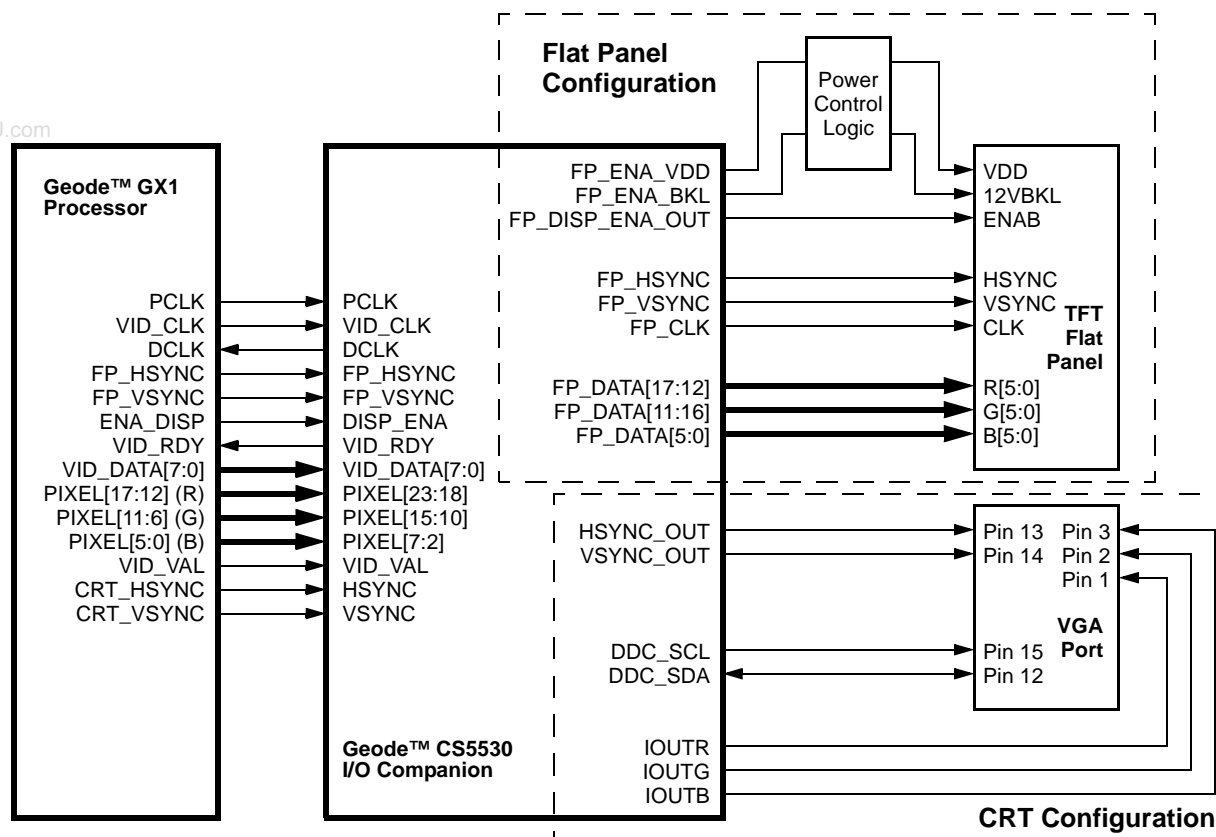 Flat Panel
Configuration
Power
Control
Logic
J.com
Geode™ GX1
Processor
PCLK
VID_CLK
DCLK
FP_HSYNC
FP_VSYNC
ENA_DISP
VID_RDY
VID_DATA[7:0]
PIXEL[17:12] (R)
PIXEL[11:6] (G)
PIXEL[5:0] (B)
VID_VAL
CRT_HSYNC
CRT_VSYNC
PCLK
VID_CLK
DCLK
FP_HSYNC
FP_VSYNC
DISP_ENA
VID_RDY
VID_DATA[7:0]
PIXEL[23:18]
PIXEL[15:10]
PIXEL[7:2]
VID_VAL
HSYNC
VSYNC
Geode™ CS5530
I/O Companion
FP_ENA_VDD
FP_ENA_BKL
FP_DISP_ENA_OUT
FP_HSYNC
FP_VSYNC
FP_CLK
FP_DATA[17:12]
FP_DATA[11:16]
FP_DATA[5:0]
HSYNC_OUT
VSYNC_OUT
DDC_SCL
DDC_SDA
IOUTR
IOUTG
IOUTB
VDD
12VBKL
ENAB
HSYNC
VSYNC
CLK
TFT
Flat
Panel
R[5:0]
G[5:0]
B[5:0]
Pin 13 Pin 3
Pin 14 Pin 2
Pin 1
VGA
Port
Pin 15
Pin 12
CRT Configuration